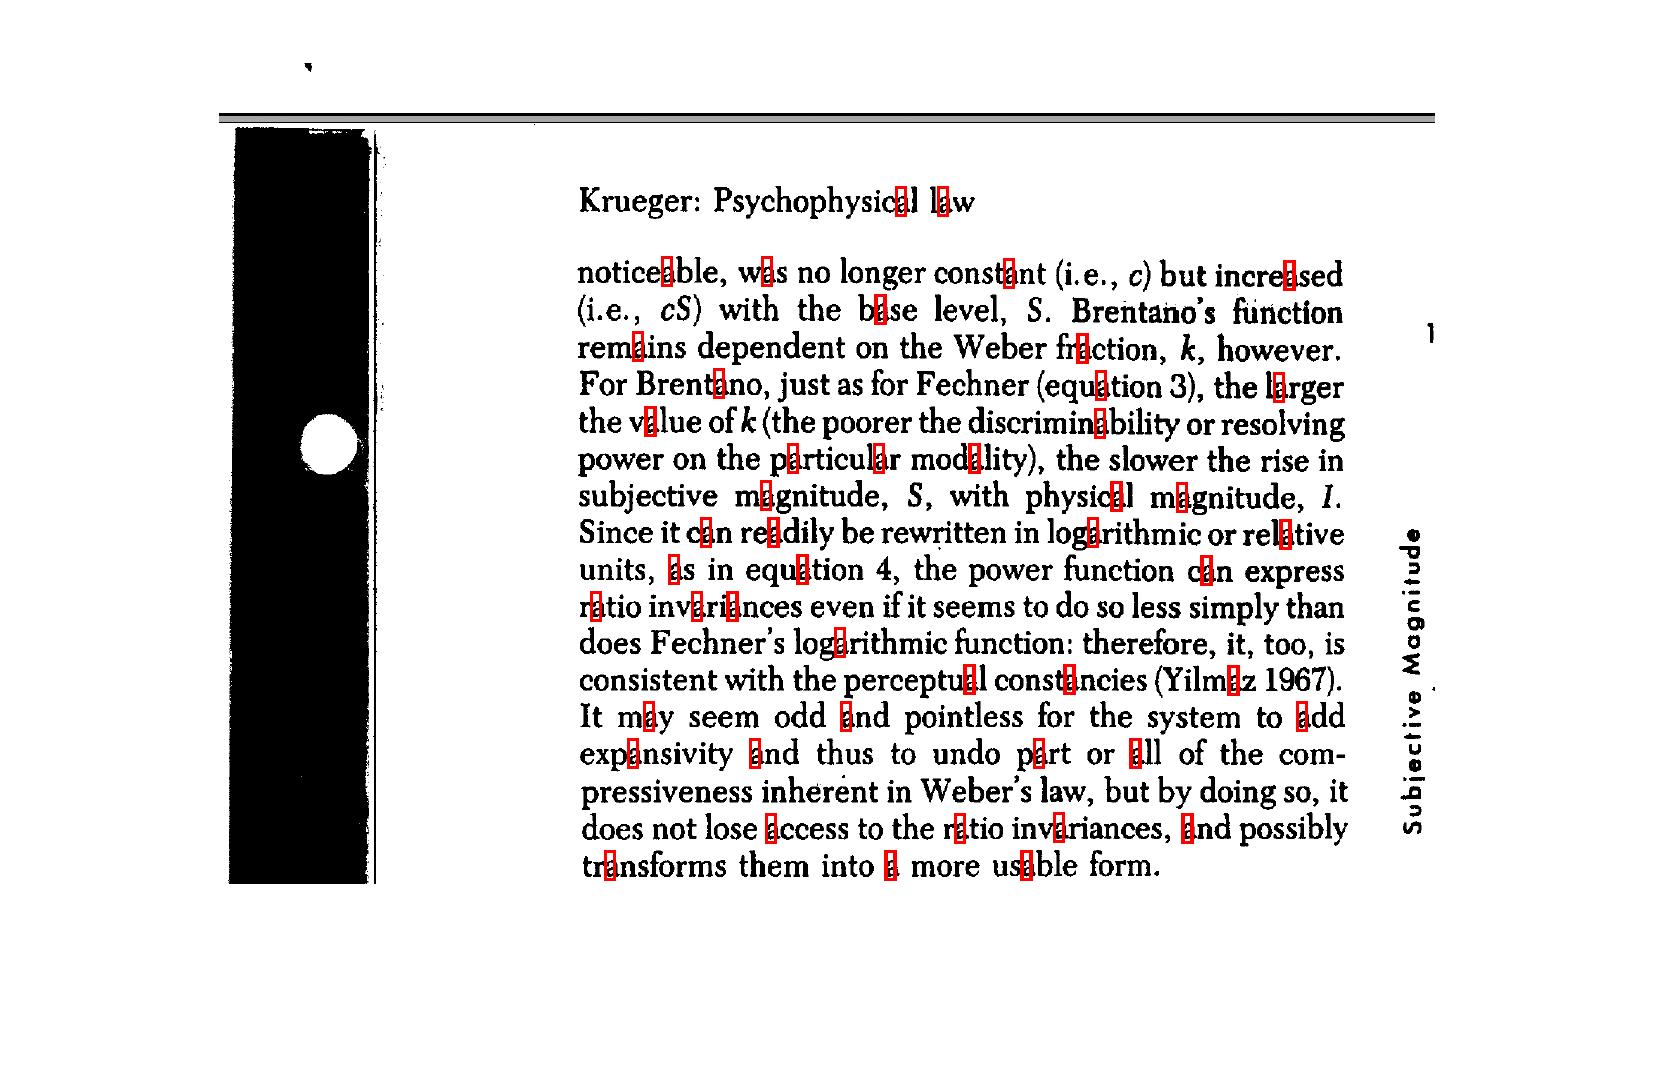 Krueger: Psychophysical law
noticeable, was no longer constant (i.e., c) but increased
(i.e., cS) with the base level, S. Brentano's function
remains dependent on the Weber fraction, k, however.
For Brentano, just as for Fechner (equation 3), the larger
the value of k (the poorer the discriminability or resolving
power on the particular modality), the slower the rise in
subjective magnitude, S, with physical magnitude, I.
Since it can readily be rewritten in logarithmic or relative
units, as in equation 4, the power function can express
ratio invariances even if it seems to do so less simply than
does Fechner's logarithmic function: therefore, it, too, is
consistent with the perceptual constancies (Yilmaz 1967).
It may seem odd and pointless for the system to add
expansivity and thus to undo part or all of the com-
pressiveness inherent in Weber's law, but by doing so, it
does not lose access to the ratio invariances, and possibly
transforms them into a more usable form.
1
Subjective Magnitude